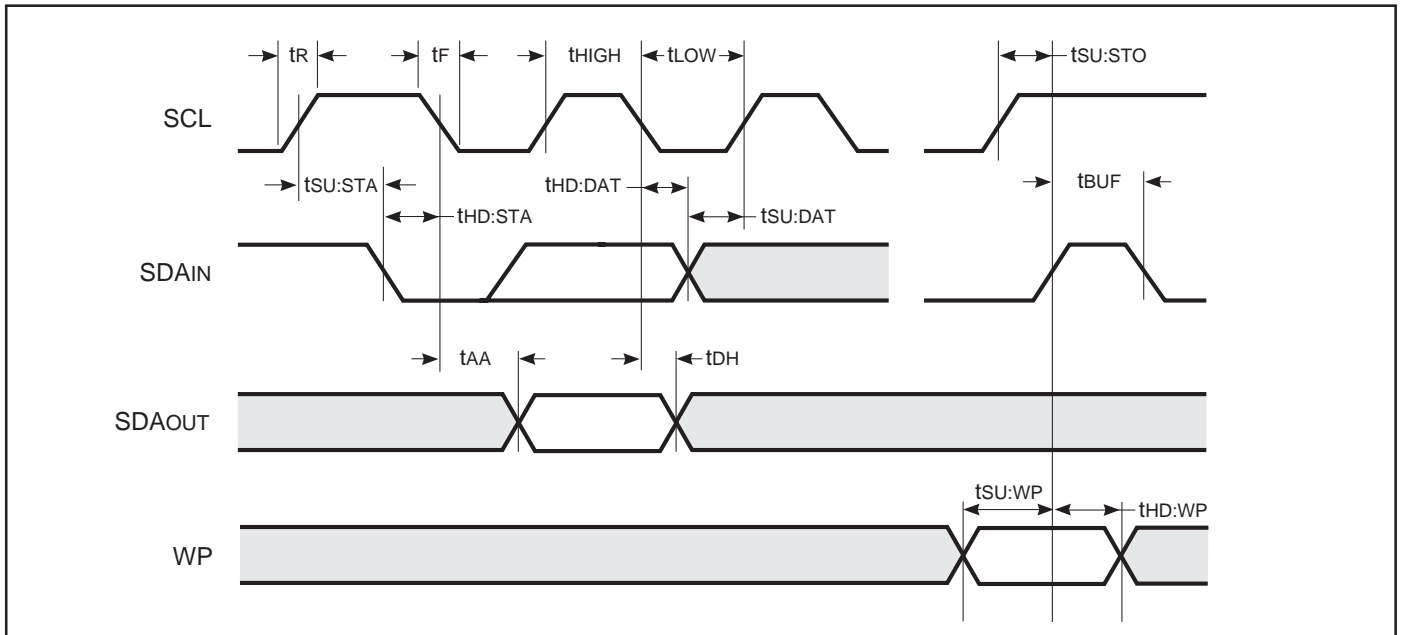 tR
tF
tHIGH
tLOW
tSU:STO
SCL
tSU:STA
tHD:STA
tHD:DAT
tSU:DAT
tBUF
SDAIN
tAA
tDH
SDAOUT
tSU:WP
tHD:WP
WP